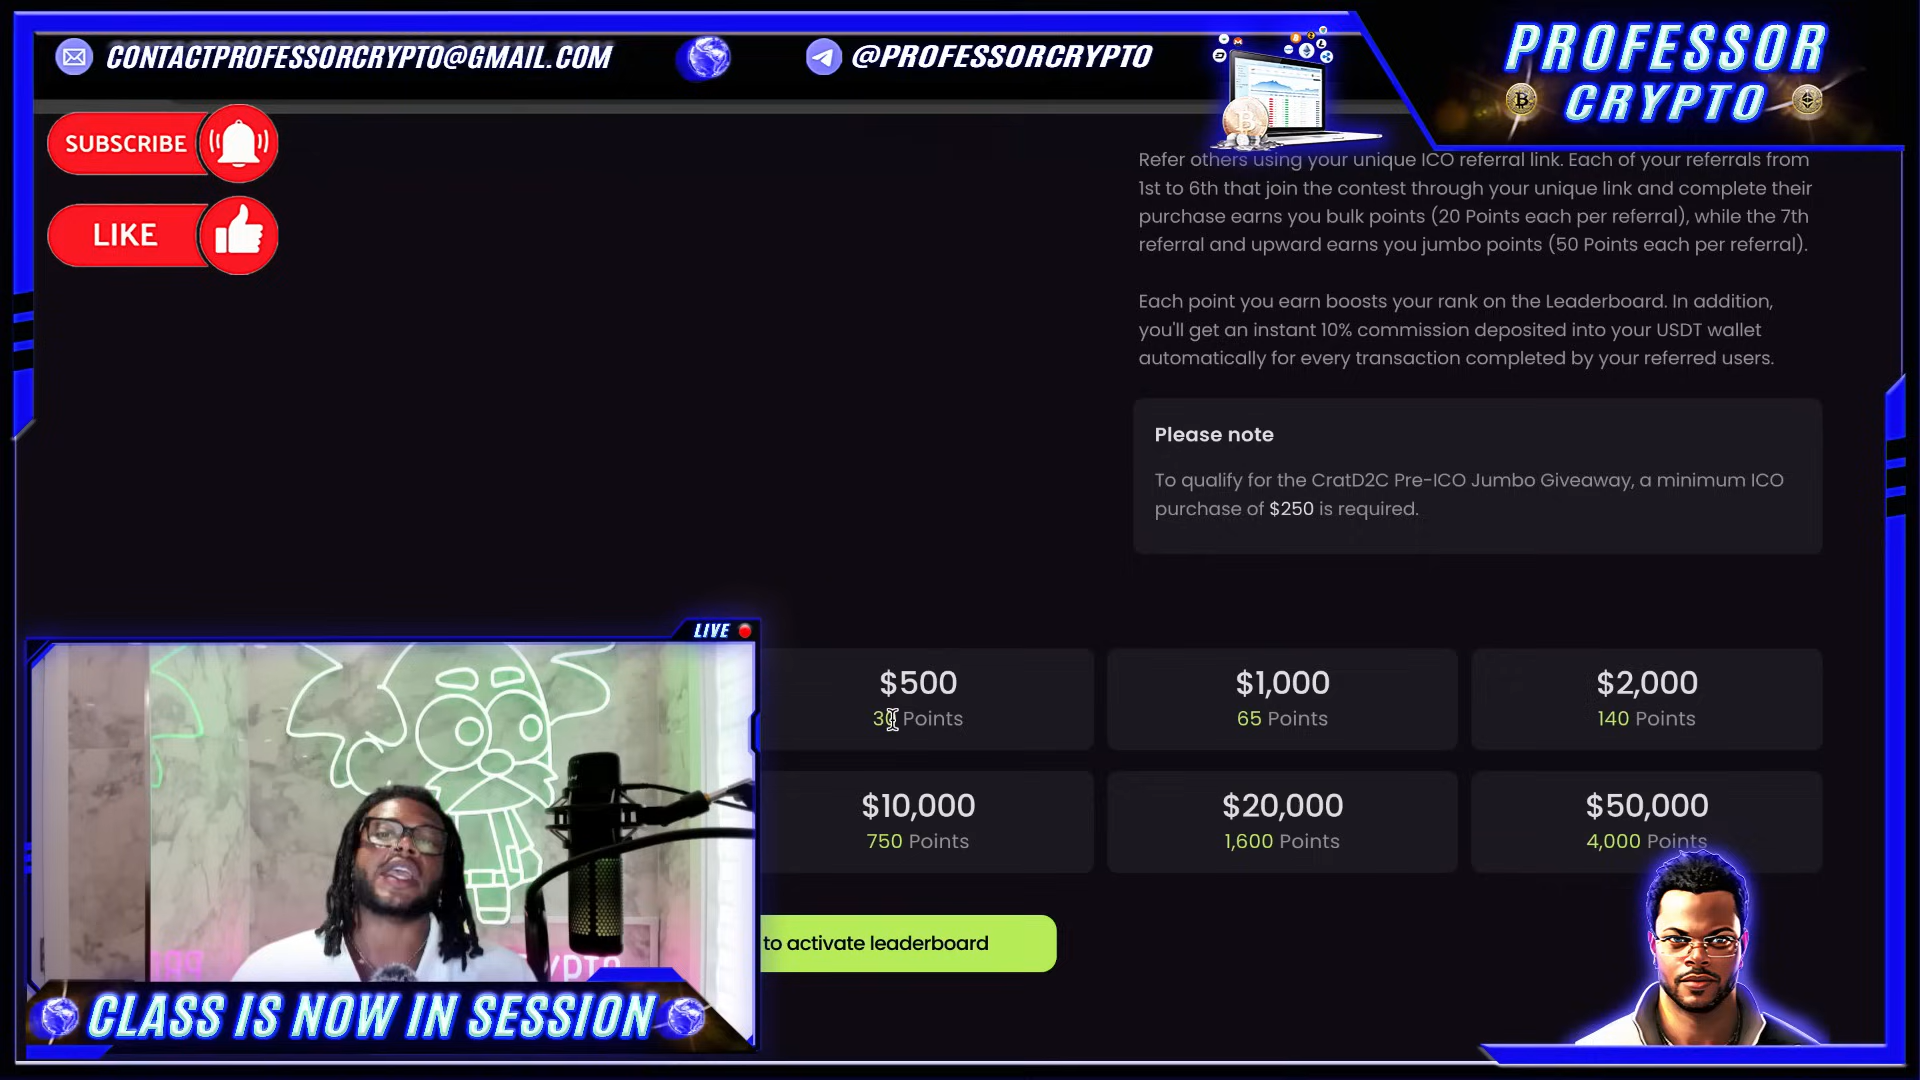 CONTACTPROFESSORCRYPTO@GMAIL.COM
@PROFESSORCRYPTO
PROFESSOR
CRYPTO
SUBSCRIBE
LIKE
Refer others using your unique ICO referral link. Each of your referrals from
1st to 6th that join the contest through your unique link and complete their
purchase earns you bulk points (20 Points each per referral), while the 7th
referral and upward earns you jumbo points (50 Points each per referral).
Each point you earn boosts your rank on the Leaderboard. In addition,
you'll get an instant 10% commission deposited into your USDT wallet
automatically for every transaction completed by your referred users.
Please note
To qualify for the CratD2C Pre-ICO Jumbo Giveaway, a minimum ICO
purchase of $250 is required.
LIVE
$500
30 Points
$1,000
65 Points
$2,000
140 Points
$10,000
750 Points
$20,000
1,600 Points
$50,000
4,000 Points
to activate leaderboard
CLASS IS NOW IN SESSION